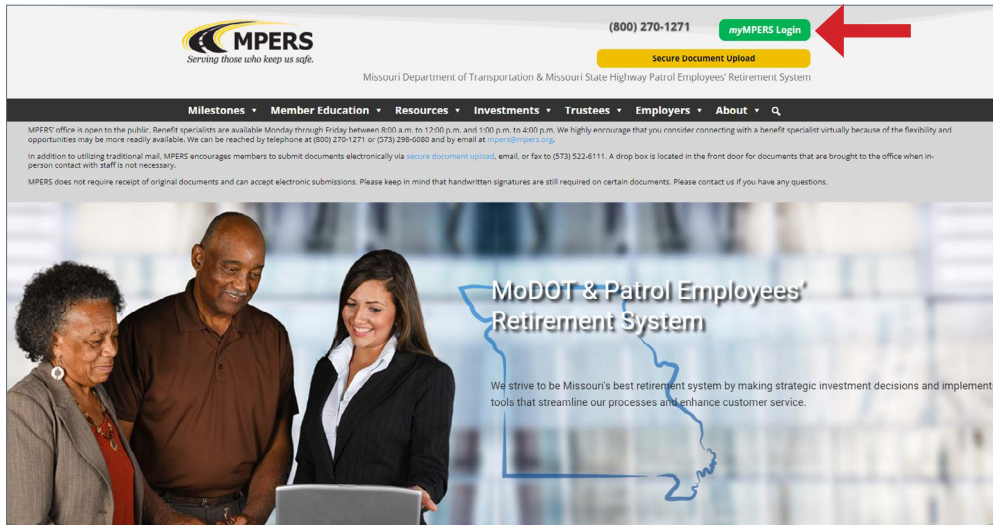 (800) 270-1271
myMPERS Login
MPERS
Serving those who keep us safe.
Secure Document Upload
Missouri Department of Transportation & Missouri State Highway Patrol Employees' Retirement System
Milestones Member Education Resources Investments Trustees Employers About
MPERS' office is open to the public. Benefit specialists are available Monday through Friday between 8:00 a.m. to 12:00 p.m. and 1:00 p.m. to 4:00 p.m. We highly encourage that you consider connecting with a benefit specialist virtually because of the flexibility and
opportunities may be more readily available. We can be reached by telephone at (800) 270-1271 or (573) 298-6080 and by email at mpers@mpers.org.
In addition to utilizing traditional mail, MPERS encourages members to submit documents electronically via secure document upload, email, or fax to (573) 522-6111. A drop box is located in the front door for documents that are brought to the office when in-
person contact with staff is not necessary.
MPERS does not require receipt of original documents and can accept electronic submissions. Please keep in mind that handwritten signatures are still required on certain documents. Please contact us if you have any questions.
MoDOT & Patrol Employees'
Retirement System
We strive to be Missouri's best retirement system by making strategic investment decisions and implement
tools that streamline our processes and enhance customer service.